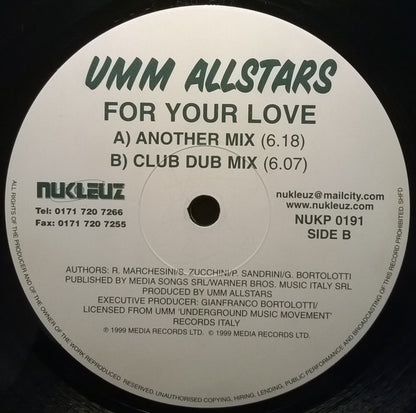 UMM ALLSTARS
FOR YOUR LOVE
A) ANOTHER MIX (6.18)
B) CLUB DUB MIX (6.07)
NUKLEUZ
Tel: 0171 720 7266
Fax: 0171 720 7255
nukleuz@mailcity.com
www.nukleuz.com
NUKP 0191
SIDE B
AUTHORS: R. MARCHESINI/S. ZUCCHINI/P. SANDRINI/G. BORTOLOTTI
PUBLISHED BY MEDIA SONGS SRL/WARNER BROS. MUSIC ITALY SRL
PRODUCED BY UMM ALLSTARS
EXECUTIVE PRODUCER: GIANFRANCO BORTOLOTTI/
LICENSED FROM UMM 'UNDERGROUND MUSIC MOVEMENT'
RECORDS ITALY
℗ 1999 MEDIA RECORDS LTD. © 1999 MEDIA RECORDS LTD.
ALL RIGHTS OF THE PRODUCER AND OF THE OWNER OF THE WORK REPRODUCED RESERVED. UNAUTHORISED COPYING, HIRING, LENDING, PUBLIC PERFORMANCE AND BROADCASTING OF THIS RECORD PROHIBITED. SHFD